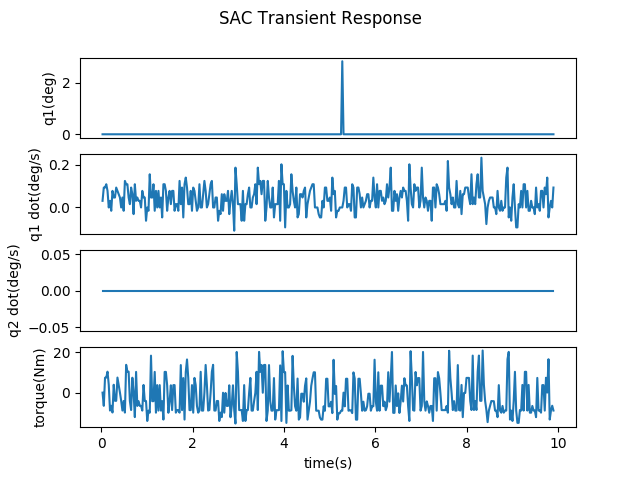 SAC Transient Response
q1(deg)
2
0
q1 dot(deg/s)
0.2
0.0
q2 dot(deg/s)
0.05
0.00
−0.05
torque(Nm)
20
0
0 2 4 6 8 10
time(s)